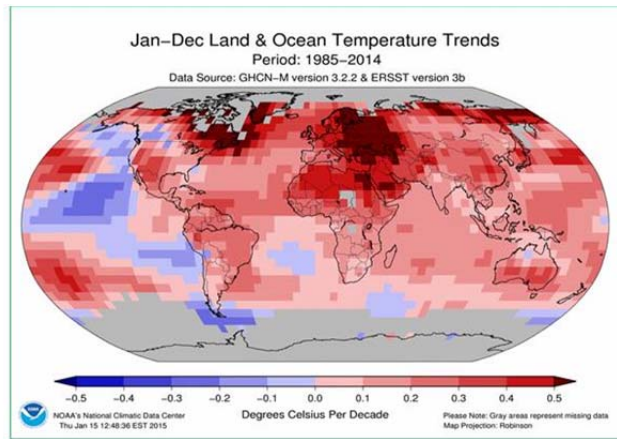 Jan-Dec Land & Ocean Temperature Trends
Period: 1985-2014
Data Source: GHCN-M version 3.2.2 & ERSST version 3b
-0.5 -0.4 -0.3 -0.2 -0.1 0.0 0.1 0.2 0.3 0.4 0.5
Degrees Celsius Per Decade
NOAA's National Climatic Data Center
Thu Jan 15 12:48:36 EST 2015
Please Note: Gray areas represent missing data
Map Projection: Robinson